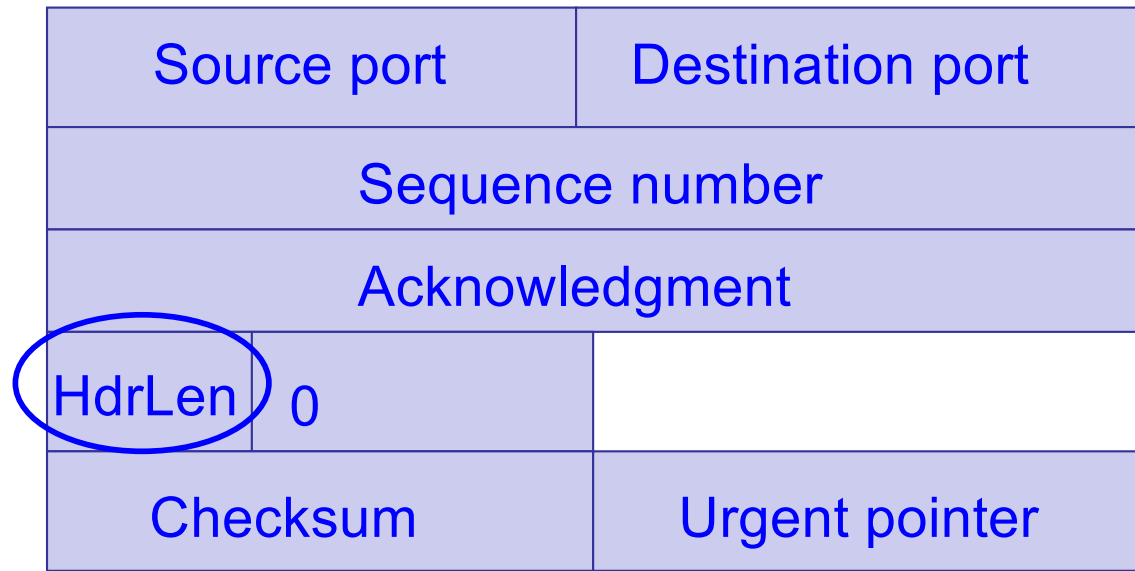 Source port Destination port
Sequence number
Acknowledgment
HdrLen 0
Checksum Urgent pointer